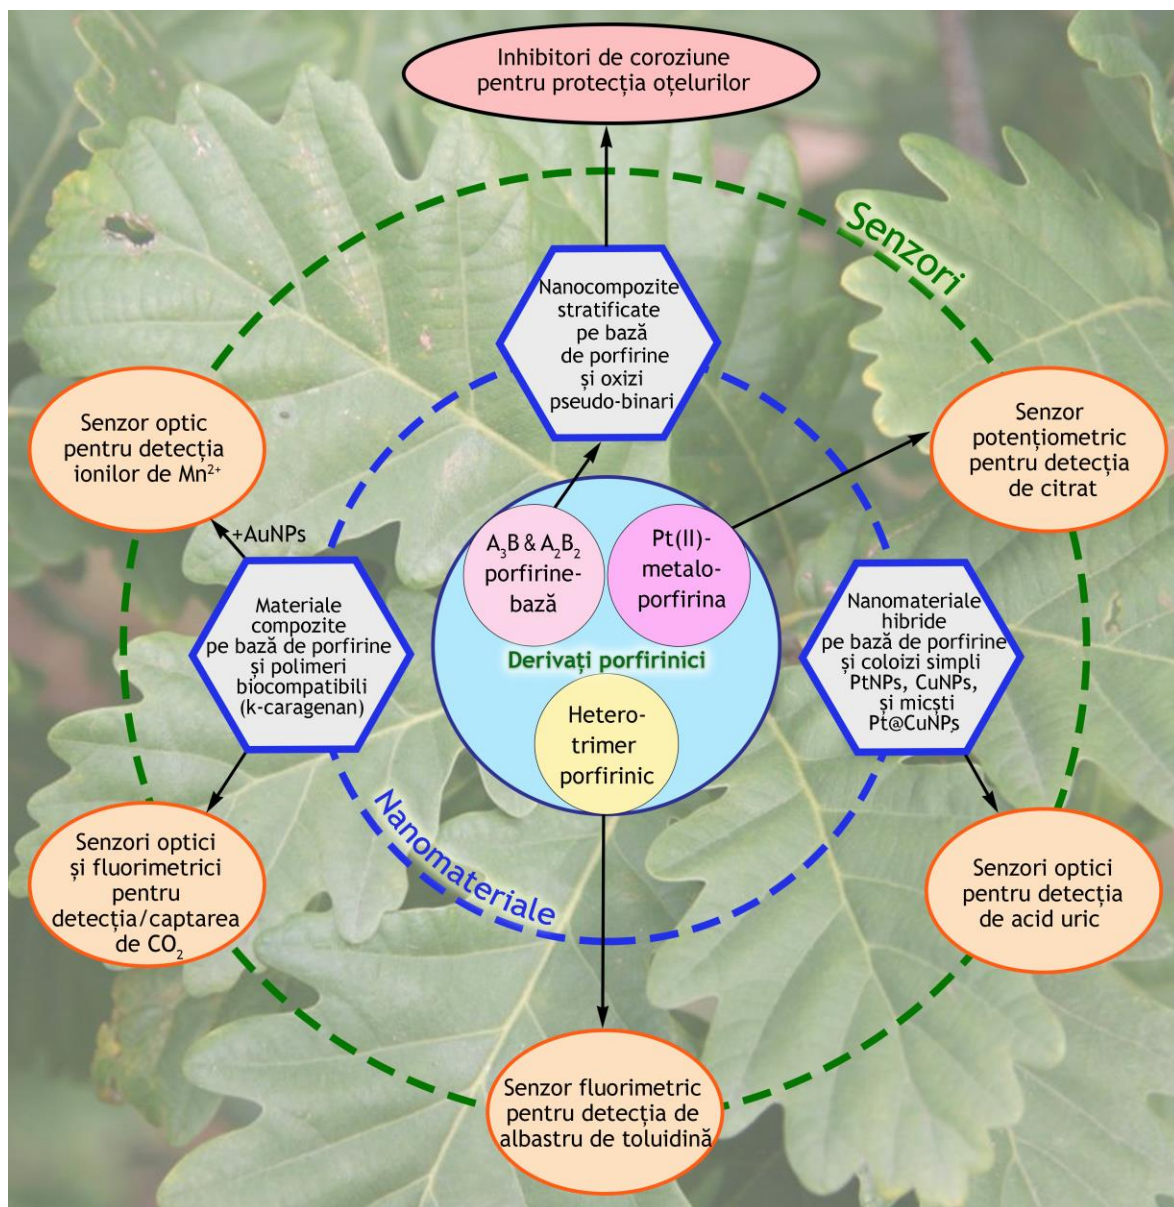 Inhibitori de coroziune
pentru protecția oțelurilor
Senzori
Nanocompozite
stratificate
pe bază
de porfirine
și oxizi
pseudo-binari
Senzor optic
pentru detecția
ionilor de Mn²⁺
Senzor
potențiometric
pentru detecția
de citrat
+AuNPs
A₃B & A₂B₂
porfirine-
bază
Pt(II)-
metalo-
porfirina
Derivați porfirinici
Hetero-
trimer
porfirinic
Materiale
compozite
pe bază de porfirine
și polimeri
biocompatibili
(k-caragenan)
Nanomateriale
hibride
pe bază de porfirine
și coloizi simpli
PtNPs, CuNPs,
și micști
Pt@CuNPs
Nanomateriale
Senzori optici
și fluorimetrici
pentru
detecția/captarea
de CO₂
Senzori optici
pentru detecția
de acid uric
Senzor fluorimetric
pentru detecția de
albastru de toluidină